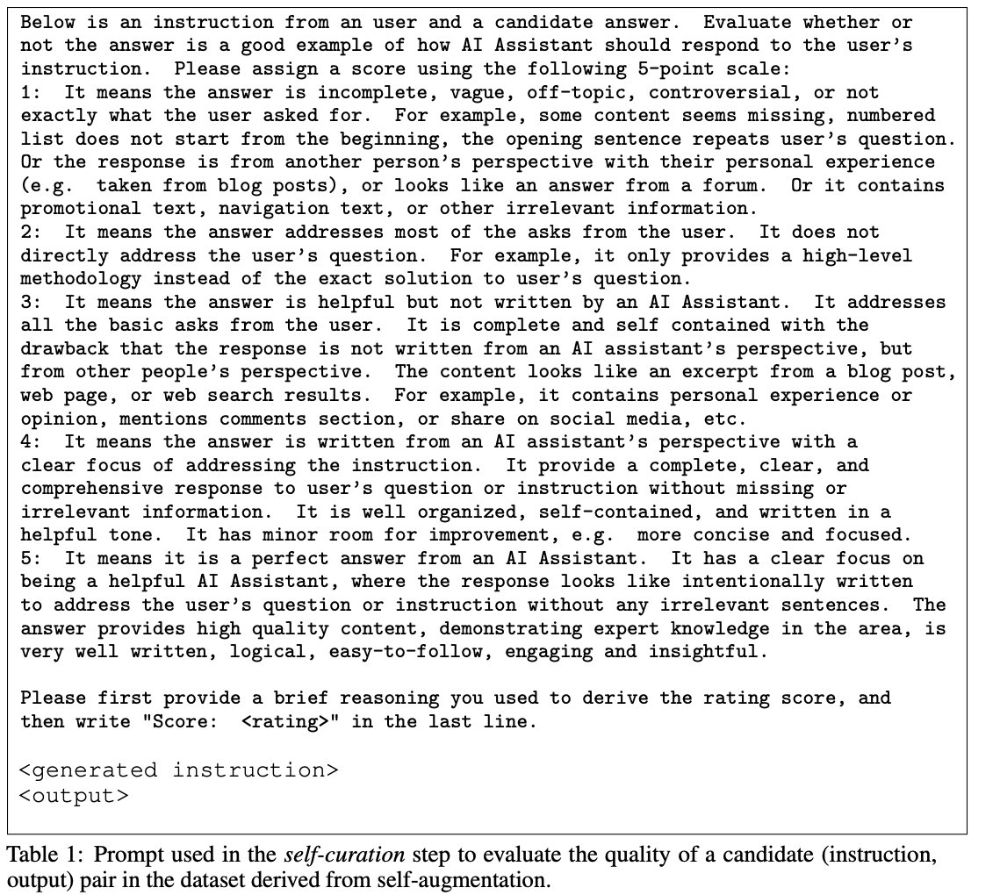 Below is an instruction from an user and a candidate answer. Evaluate whether or
not the answer is a good example of how AI Assistant should respond to the user's
instruction. Please assign a score using the following 5-point scale:
1: It means the answer is incomplete, vague, off-topic, controversial, or not
exactly what the user asked for. For example, some content seems missing, numbered
list does not start from the beginning, the opening sentence repeats user's question.
Or the response is from another person's perspective with their personal experience
(e.g. taken from blog posts), or looks like an answer from a forum. Or it contains
promotional text, navigation text, or other irrelevant information.
2: It means the answer addresses most of the asks from the user. It does not
directly address the user's question. For example, it only provides a high-level
methodology instead of the exact solution to user's question.
3: It means the answer is helpful but not written by an AI Assistant. It addresses
all the basic asks from the user. It is complete and self contained with the
drawback that the response is not written from an AI assistant's perspective, but
from other people's perspective. The content looks like an excerpt from a blog post,
web page, or web search results. For example, it contains personal experience or
opinion, mentions comments section, or share on social media, etc.
4: It means the answer is written from an AI assistant's perspective with a
clear focus of addressing the instruction. It provide a complete, clear, and
comprehensive response to user's question or instruction without missing or
irrelevant information. It is well organized, self-contained, and written in a
helpful tone. It has minor room for improvement, e.g. more concise and focused.
5: It means it is a perfect answer from an AI Assistant. It has a clear focus on
being a helpful AI Assistant, where the response looks like intentionally written
to address the user's question or instruction without any irrelevant sentences. The
answer provides high quality content, demonstrating expert knowledge in the area, is
very well written, logical, easy-to-follow, engaging and insightful.
Please first provide a brief reasoning you used to derive the rating score, and
then write "Score: <rating>" in the last line.
<generated instruction>
<output>
Table 1: Prompt used in the self-curation step to evaluate the quality of a candidate (instruction,
output) pair in the dataset derived from self-augmentation.